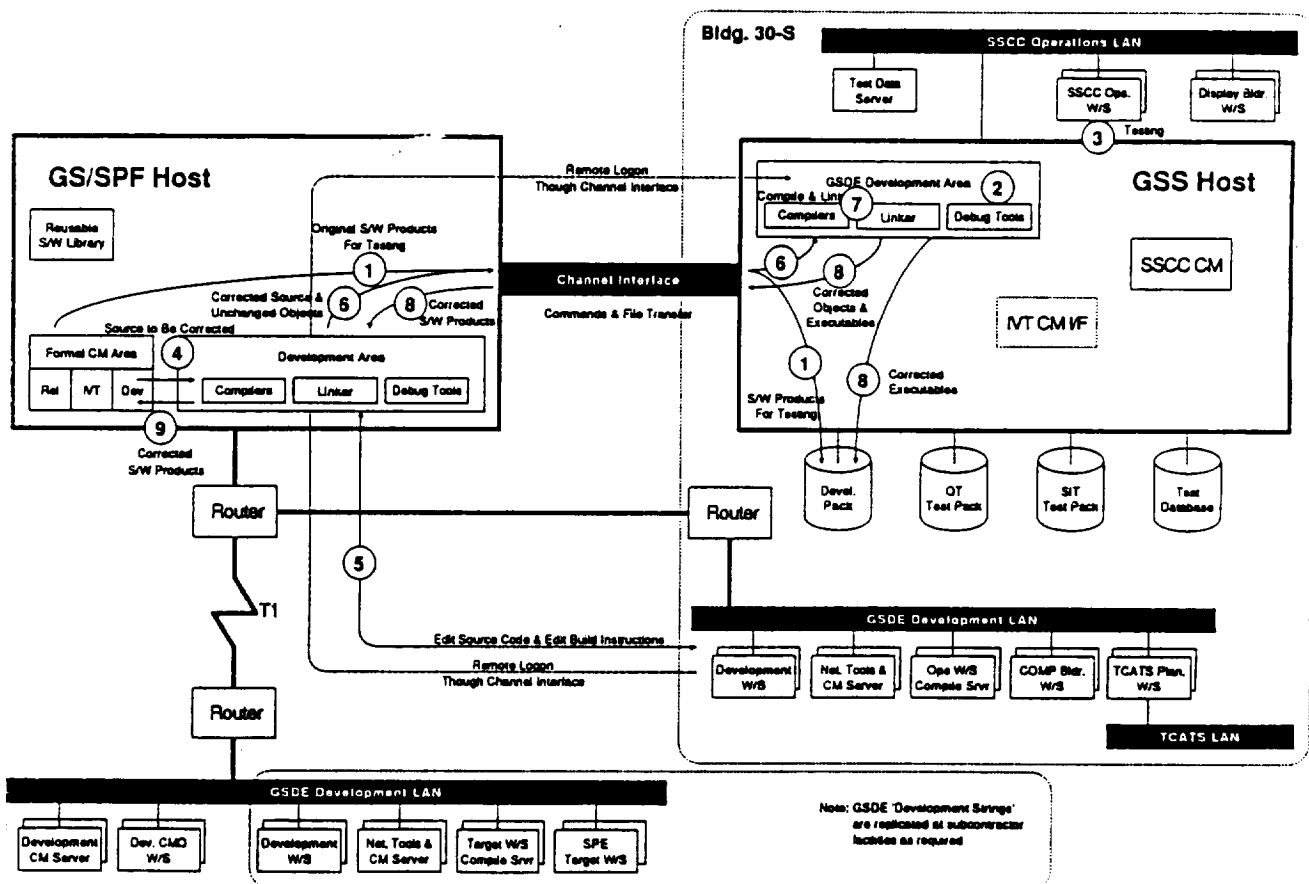 Bldg. 30-S
SSCC Operations LAN
Test Data
Server
SSCC Ops.
W/S
Display Bldr.
W/S
3
Testing
GS/SPF Host
Reusable
S/W Library
Original S/W Products
For Testing
1
Remote Logon
Though Channel Interface
GSS Host
GSDE Development Area
2
Compile & Link
7
Compilers
Linker
Debug Tools
SSCC CM
IVT CM I/F
Channel Interface
Commands & File Transfer
6
8
Corrected
Objects &
Executables
Corrected Source &
Unchanged Objects
6
8
Corrected
S/W Products
Source to Be Corrected
4
Formal CM Area
Rel
IVT
Dev
Development Area
Compilers
Linker
Debug Tools
1
S/W Products
For Testing
8
Corrected
Executables
9
Corrected
S/W Products
Devel.
Pack
QT
Test Pack
SIT
Test Pack
Test
Database
Router
Router
5
T1
GSDE Development LAN
Edit Source Code & Edit Build Instructions
Remote Logon
Though Channel Interface
Development
W/S
Net. Tools &
CM Server
Ops W/S
Compile Srvr
COMP Bldr.
W/S
TCATS Plan.
W/S
Router
TCATS LAN
GSDE Development LAN
Development
CM Server
Dev. CMO
W/S
Development
W/S
Net. Tools &
CM Server
Target W/S
Compile Srvr
SPE
Target W/S
Note: GSDE 'Development Strings'
are replicated at subcontractor
facilities as required